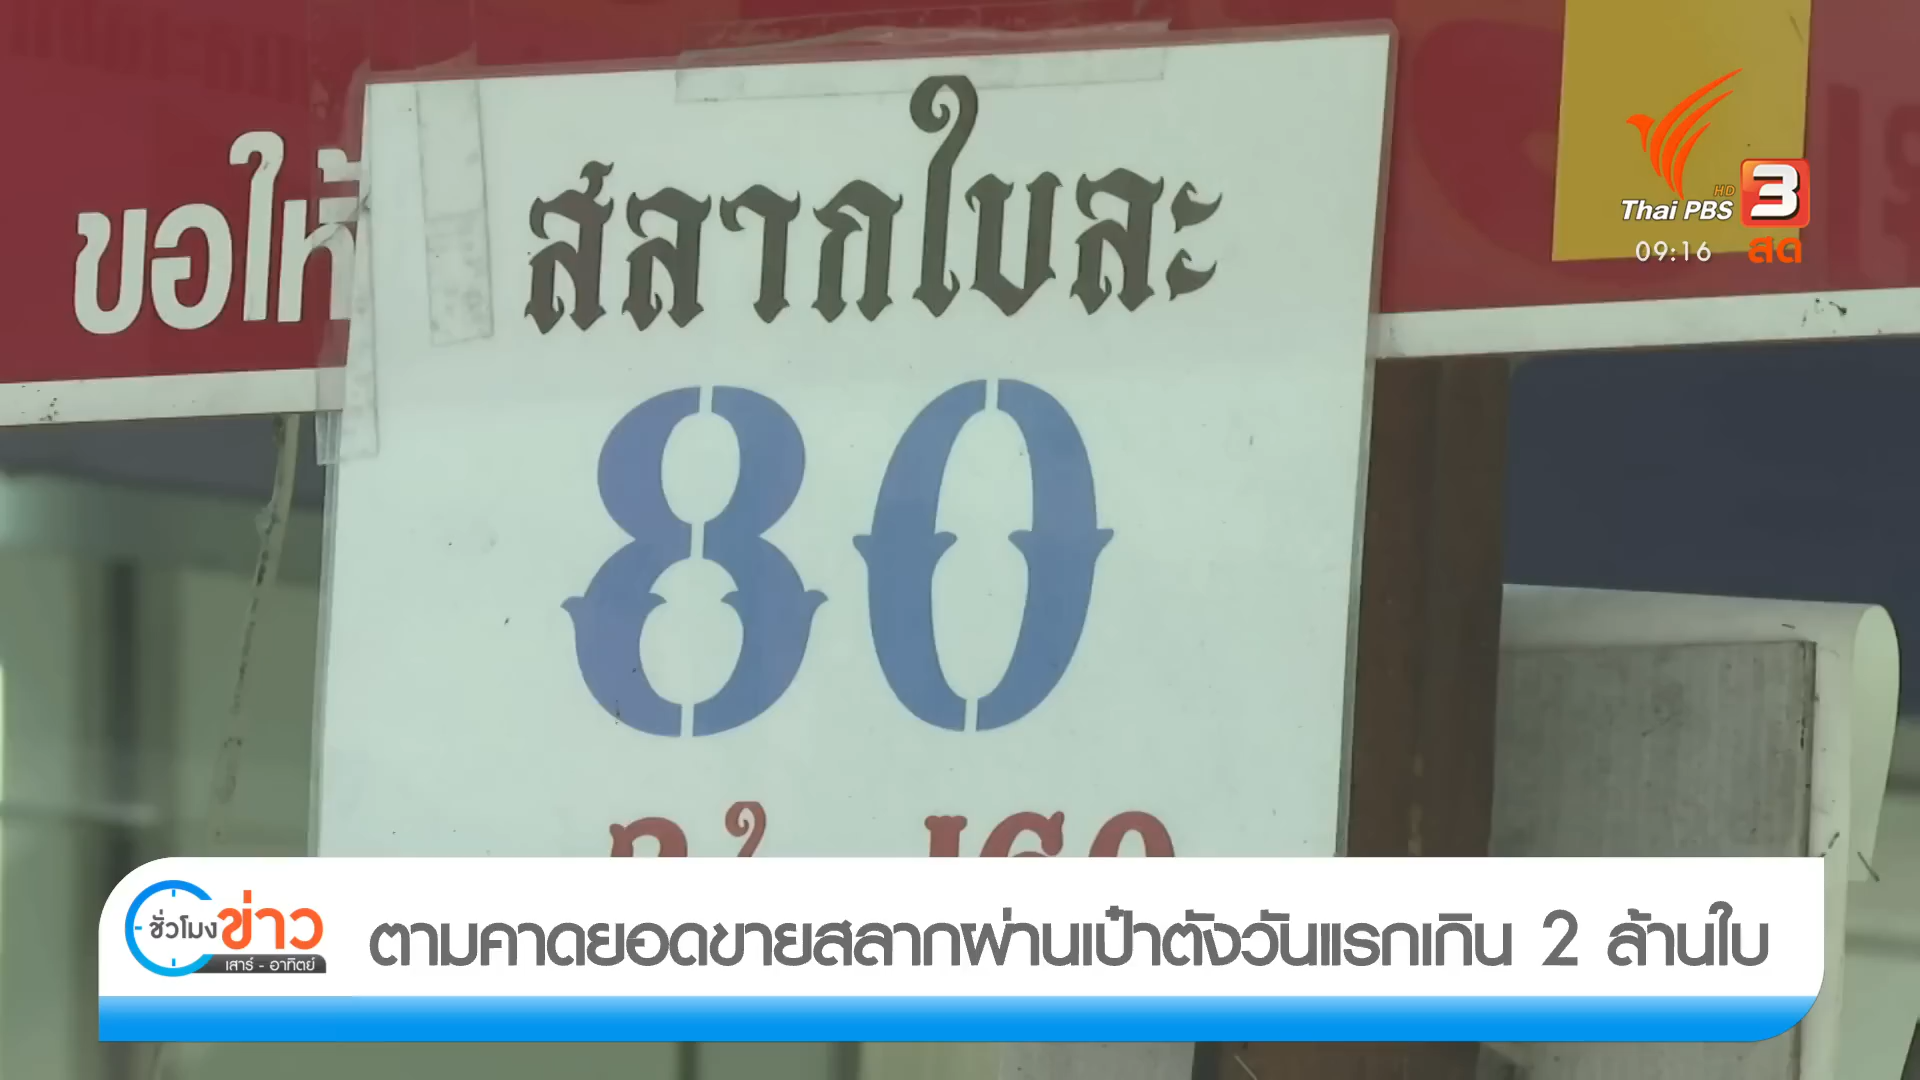 ขอให้
สลากใบละ
80
Thai PBS HD 3
09:16 สด
ชั่วโมงข่าว
เสาร์ - อาทิตย์
ตามคาดยอดขายสลากผ่านเป๋าตังวันแรกเกิน 2 ล้านใบ